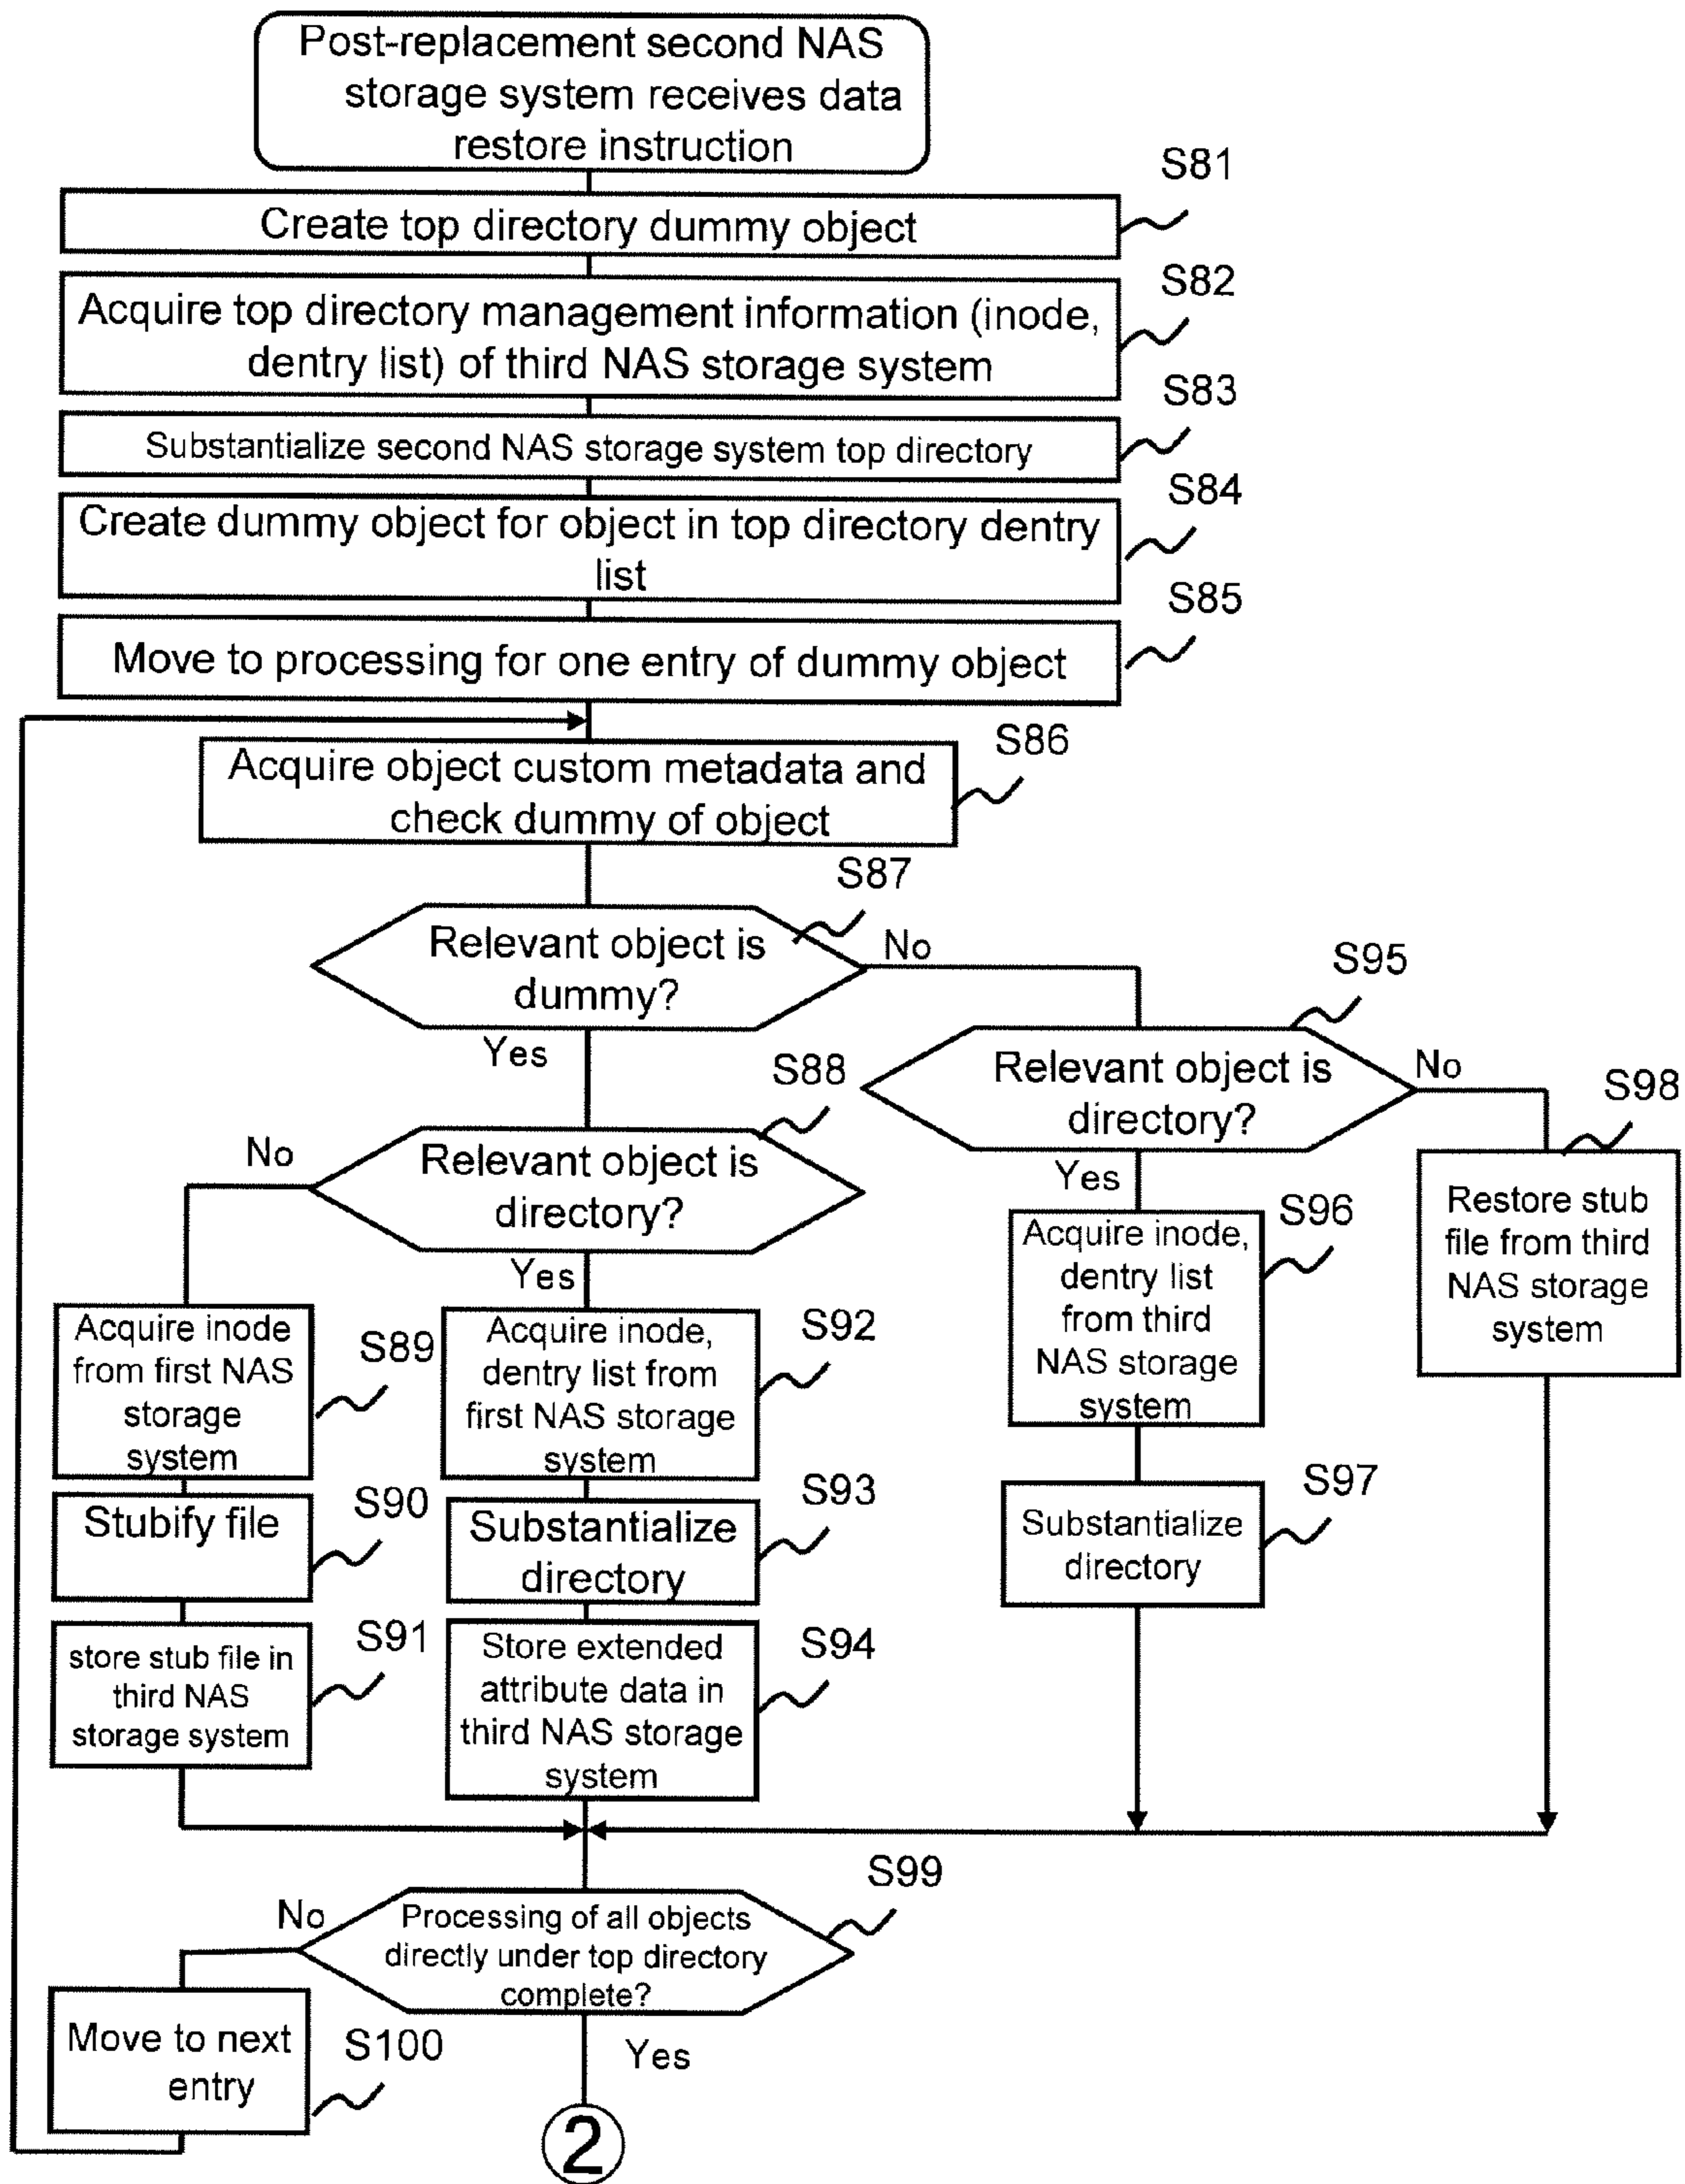 Post-replacement second NAS
storage system receives data
restore instruction
S81
Create top directory dummy object
S82
Acquire top directory management information (inode,
dentry list) of third NAS storage system
S83
Substantialize second NAS storage system top directory
S84
Create dummy object for object in top directory dentry
list
S85
Move to processing for one entry of dummy object
S86
Acquire object custom metadata and
check dummy of object
S87
Relevant object is
dummy?
No
Yes
S95
Relevant object is
directory?
No
Yes
S88
Relevant object is
directory?
No
Yes
S98
Restore stub
file from third
NAS storage
system
S96
Acquire inode,
dentry list
from third
NAS storage
system
S89
Acquire inode
from first NAS
storage
system
S92
Acquire inode,
dentry list from
first NAS storage
system
S90
Stubify file
S93
Substantialize
directory
S97
Substantialize
directory
S91
store stub file in
third NAS
storage system
S94
Store extended
attribute data in
third NAS storage
system
S99
Processing of all objects
directly under top directory
complete?
No
Yes
S100
Move to next
entry
2